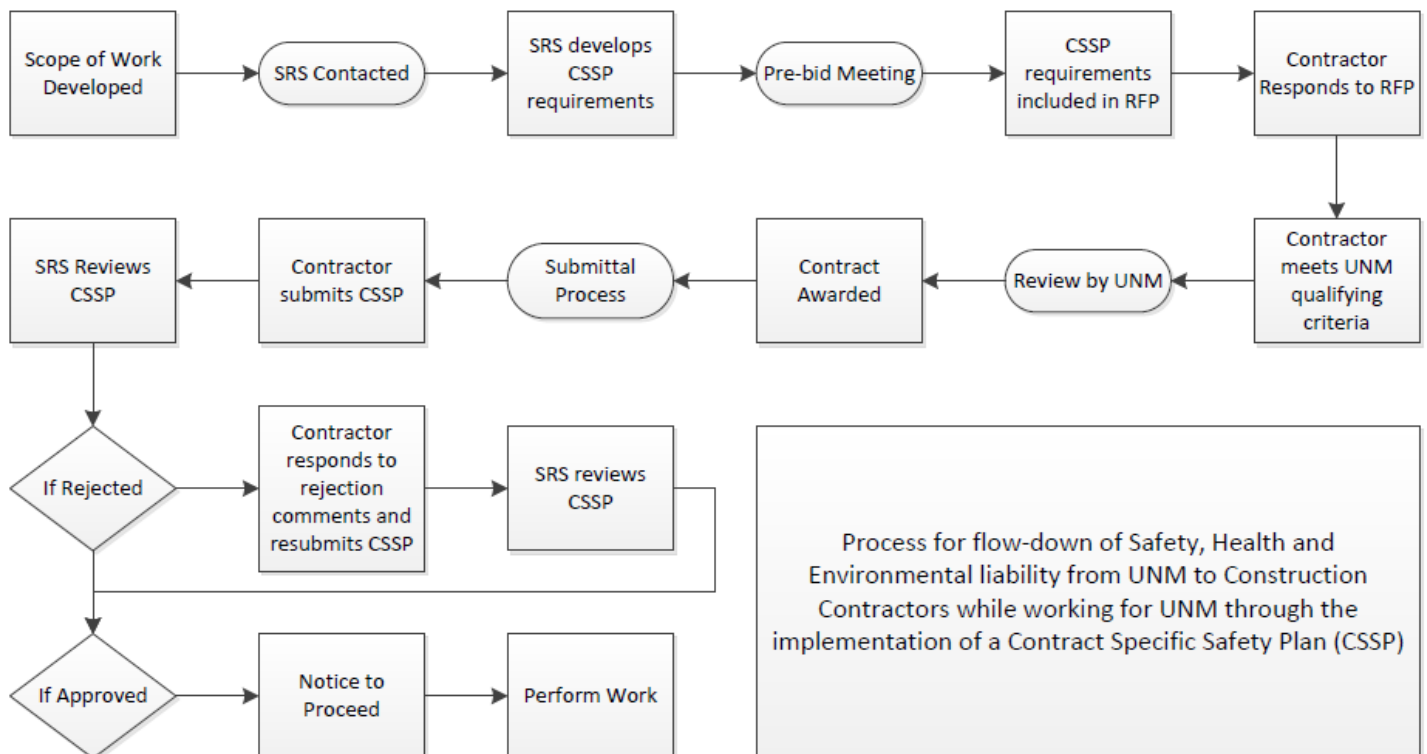 Scope of Work
Developed
SRS Contacted
SRS develops
CSSP
requirements
Pre-bid Meeting
CSSP
requirements
included in RFP
Contractor
Responds to RFP
Contractor
meets UNM
qualifying
criteria
Review by UNM
Contract
Awarded
Submittal
Process
Contractor
submits CSSP
SRS Reviews
CSSP
If Rejected
Contractor
responds to
rejection
comments and
resubmits CSSP
SRS reviews
CSSP
If Approved
Notice to
Proceed
Perform Work
Process for flow-down of Safety, Health and
Environmental liability from UNM to Construction
Contractors while working for UNM through the
implementation of a Contract Specific Safety Plan (CSSP)